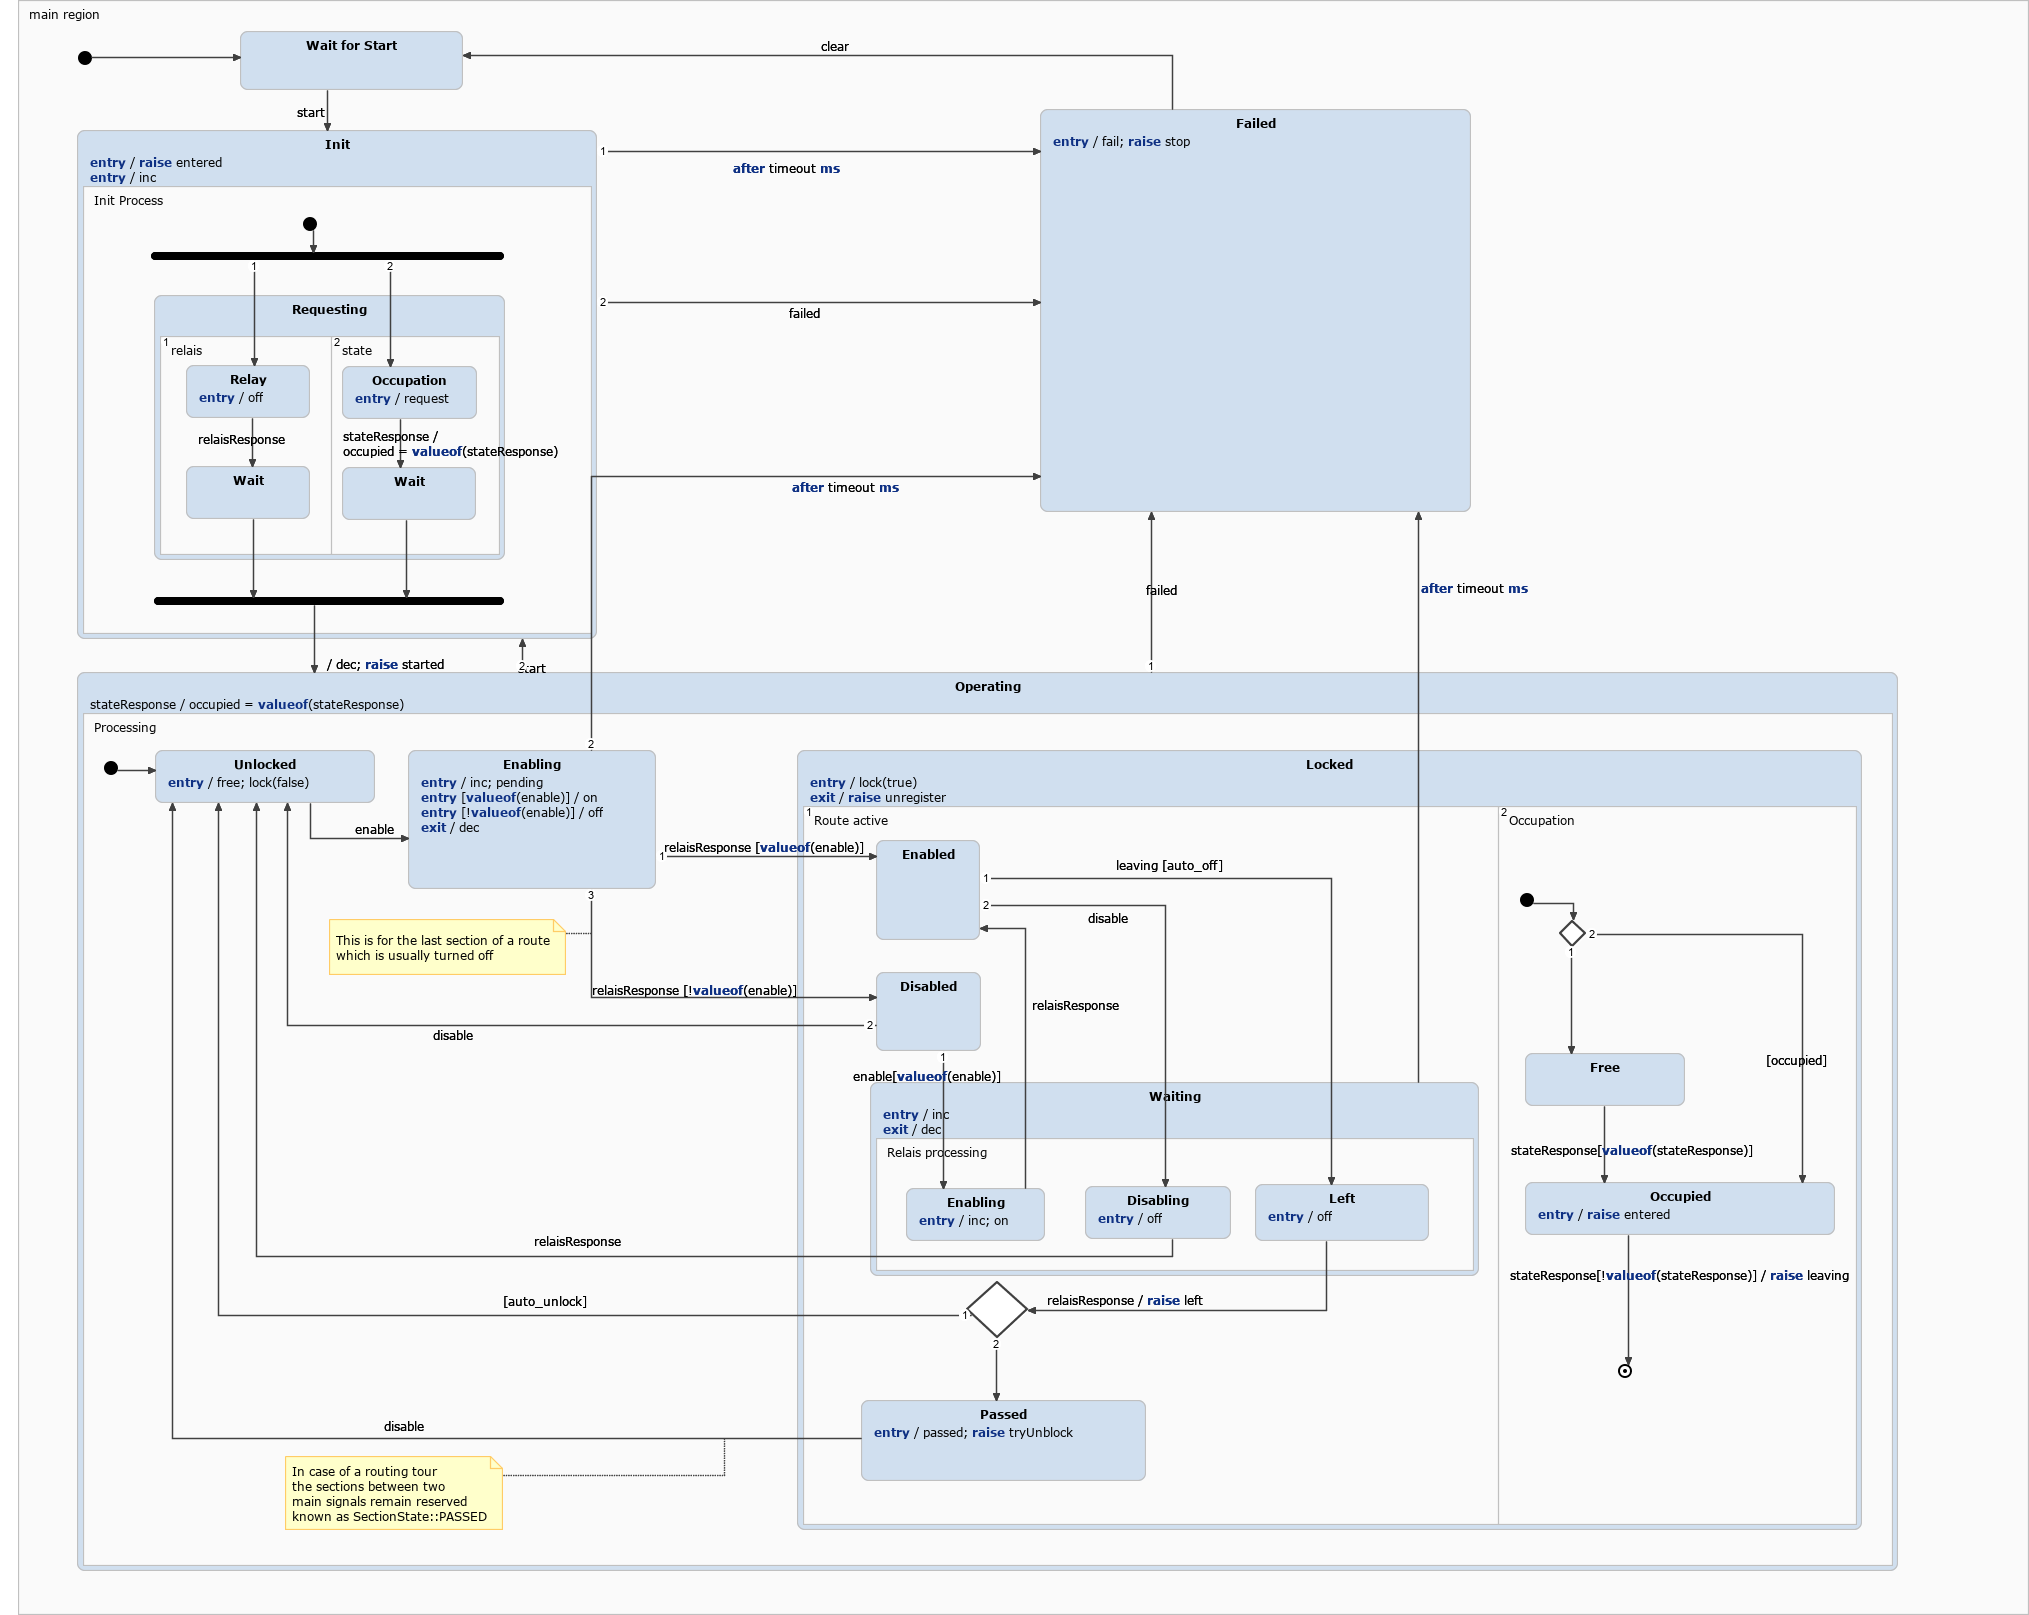 main region
Wait for Start
clear
start
Failed
entry / fail; raise stop
Init
entry / raise entered
entry / inc
1
after timeout ms
Init Process
1
2
2
failed
Requesting
1
relais
2
state
Relay
entry / off
Occupation
entry / request
relaisResponse
stateResponse /
occupied = valueof(stateResponse)
Wait
Wait
after timeout ms
failed
after timeout ms
/ dec; raise started
2
1
Operating
stateResponse / occupied = valueof(stateResponse)
Processing
2
Unlocked
entry / free; lock(false)
Enabling
entry / inc; pending
entry [valueof(enable)] / on
entry [!valueof(enable)] / off
exit / dec
Locked
entry / lock(true)
exit / raise unregister
1
Route active
2
Occupation
enable
1
relaisResponse [valueof(enable)]
Enabled
1
leaving [auto_off]
2
disable
3
This is for the last section of a route
which is usually turned off
2
1
relaisResponse [!valueof(enable)]
Disabled
relaisResponse
2
disable
1
enable[valueof(enable)]
[occupied]
Free
Waiting
entry / inc
exit / dec
Relais processing
stateResponse[valueof(stateResponse)]
Enabling
entry / inc; on
Disabling
entry / off
Left
entry / off
Occupied
entry / raise entered
relaisResponse
stateResponse[!valueof(stateResponse)] / raise leaving
[auto_unlock]
1
relaisResponse / raise left
2
Passed
entry / passed; raise tryUnblock
disable
In case of a routing tour
the sections between two
main signals remain reserved
known as SectionState::PASSED